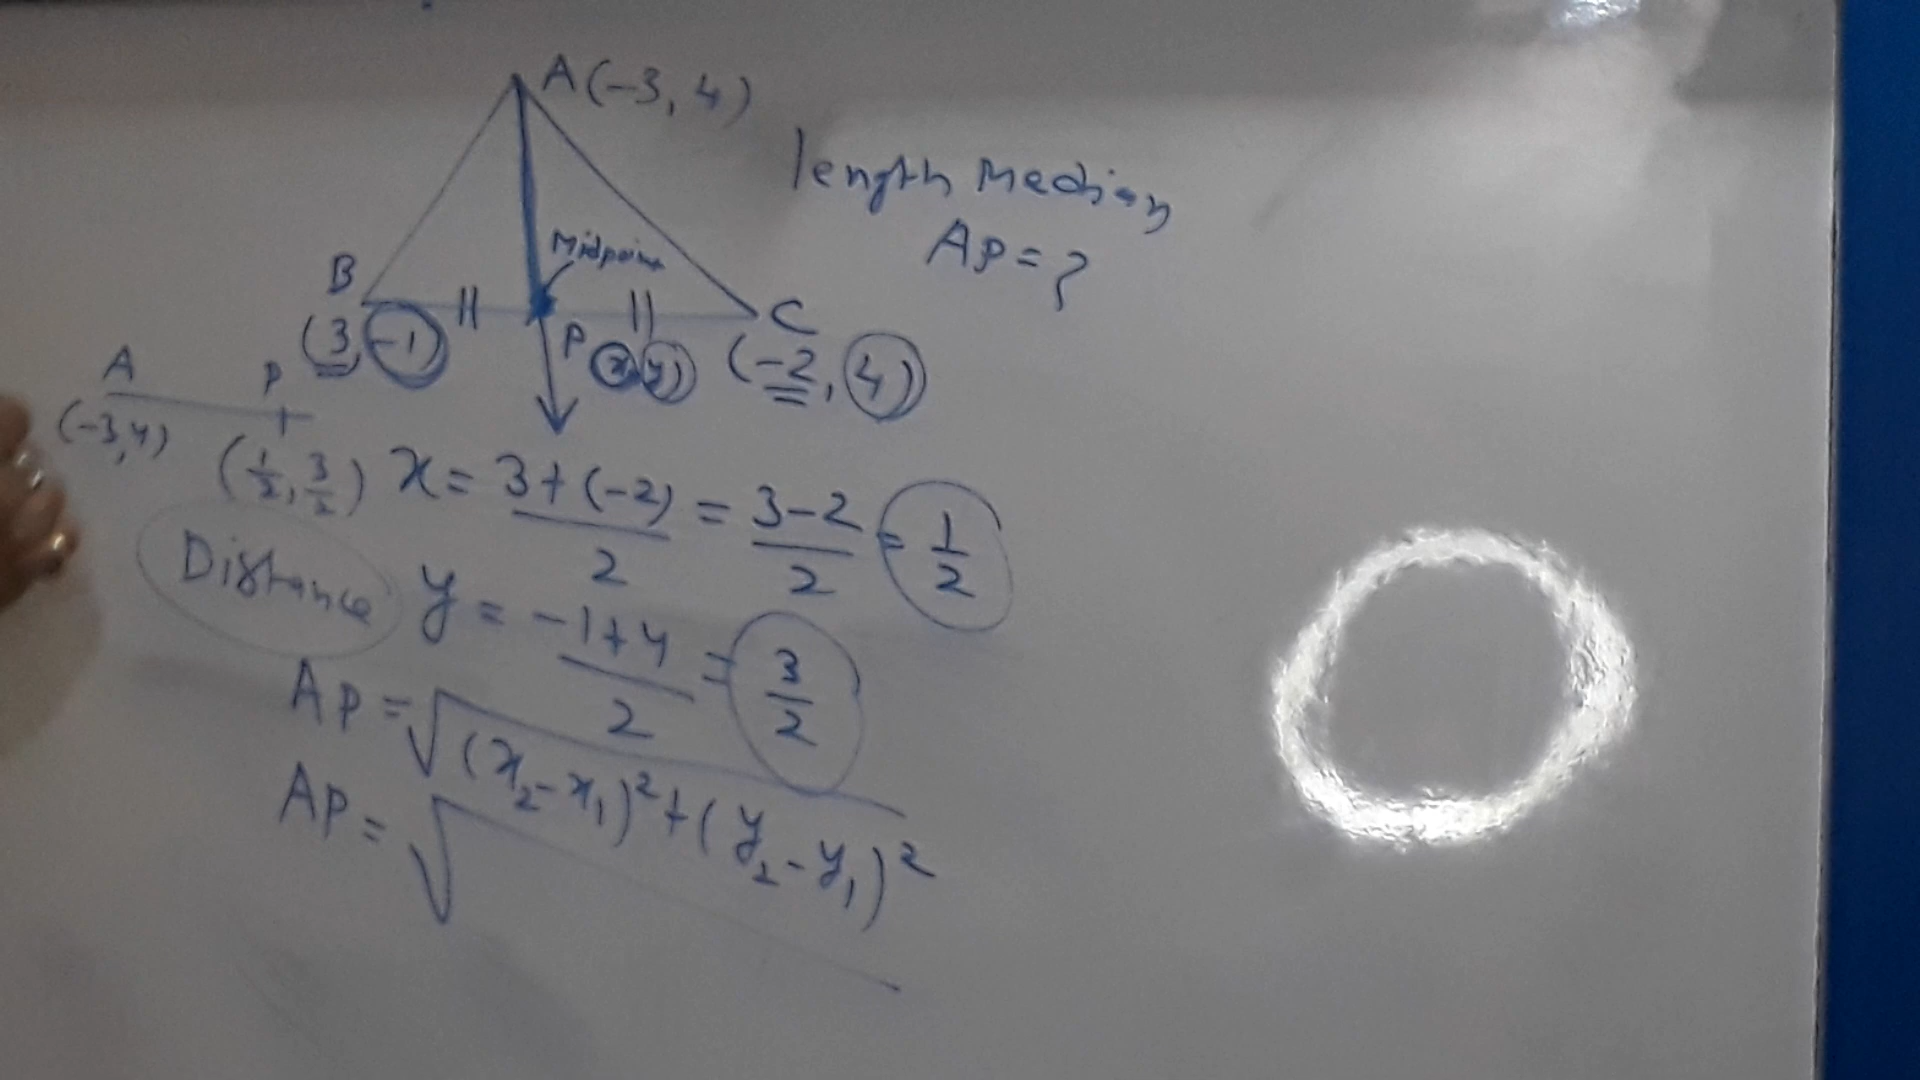 A(-3, 4)
length Median
AP = ?
Midpoint
B
C
(3, -1)
P (x, y)
(-2, 4)
A
P
(-3, 4)
(1/2, 3/2)
x = 3+(-2)/2 = 3-2/2 = 1/2
Distance
y = -1+4/2 = 3/2
AP = √(x₂-x₁)²+(y₂-y₁)²
AP = √